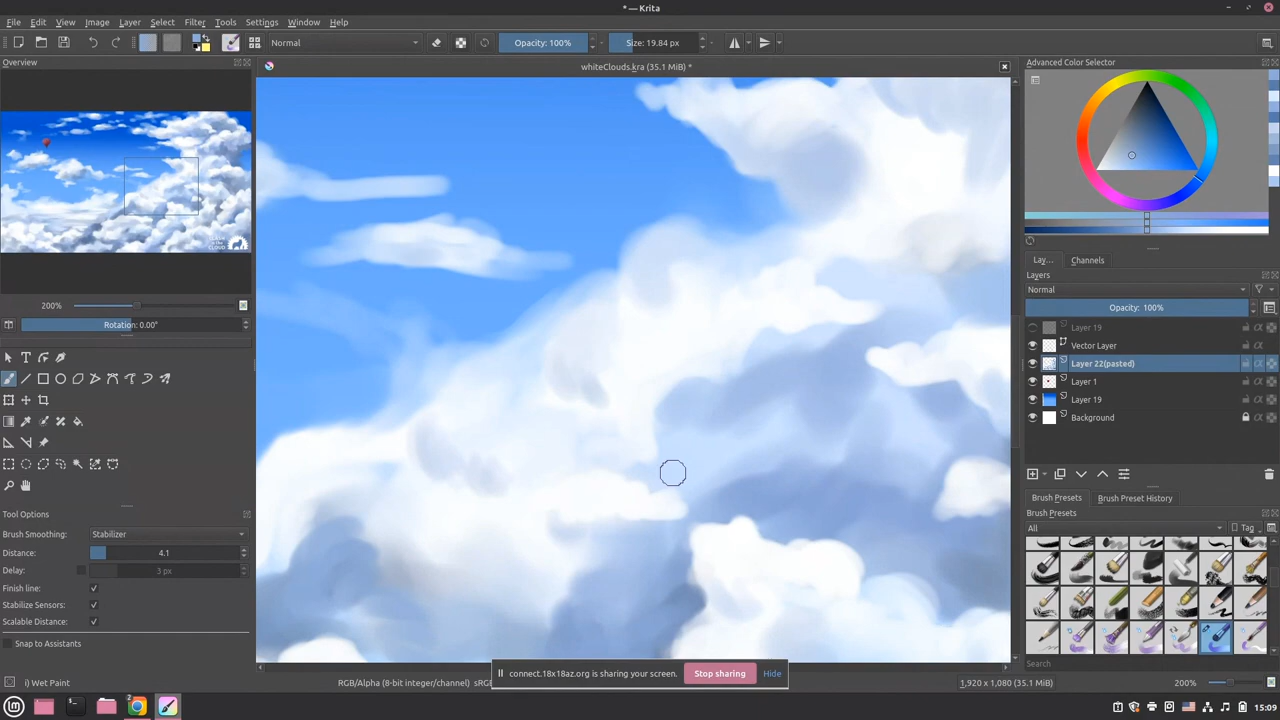 * — Krita
File Edit View Image Layer Select Filter Tools Settings Window Help
Normal
Opacity: 100%
Size: 19.84 px
Overview
whiteClouds.kra (35.1 MiB) *
Advanced Color Selector
200%
Rotation: 0.00°
Lay... Channels
Layers
Normal
Opacity: 100%
Layer 19
Vector Layer
Layer 22(pasted)
Layer 1
Layer 19
Background
Tool Options
Brush Smoothing: Stabilizer
Distance: 4.1
Delay: 3 px
Finish line:
Stabilize Sensors:
Scalable Distance:
Snap to Assistants
Brush Presets Brush Preset History
Brush Presets
All Tag
Search
connect.18x18az.org is sharing your screen. Stop sharing Hide
i) Wet Paint
RGB/Alpha (8-bit integer/channel) sRG
1,920 x 1,080 (35.1 MiB)
200%
2
15:09